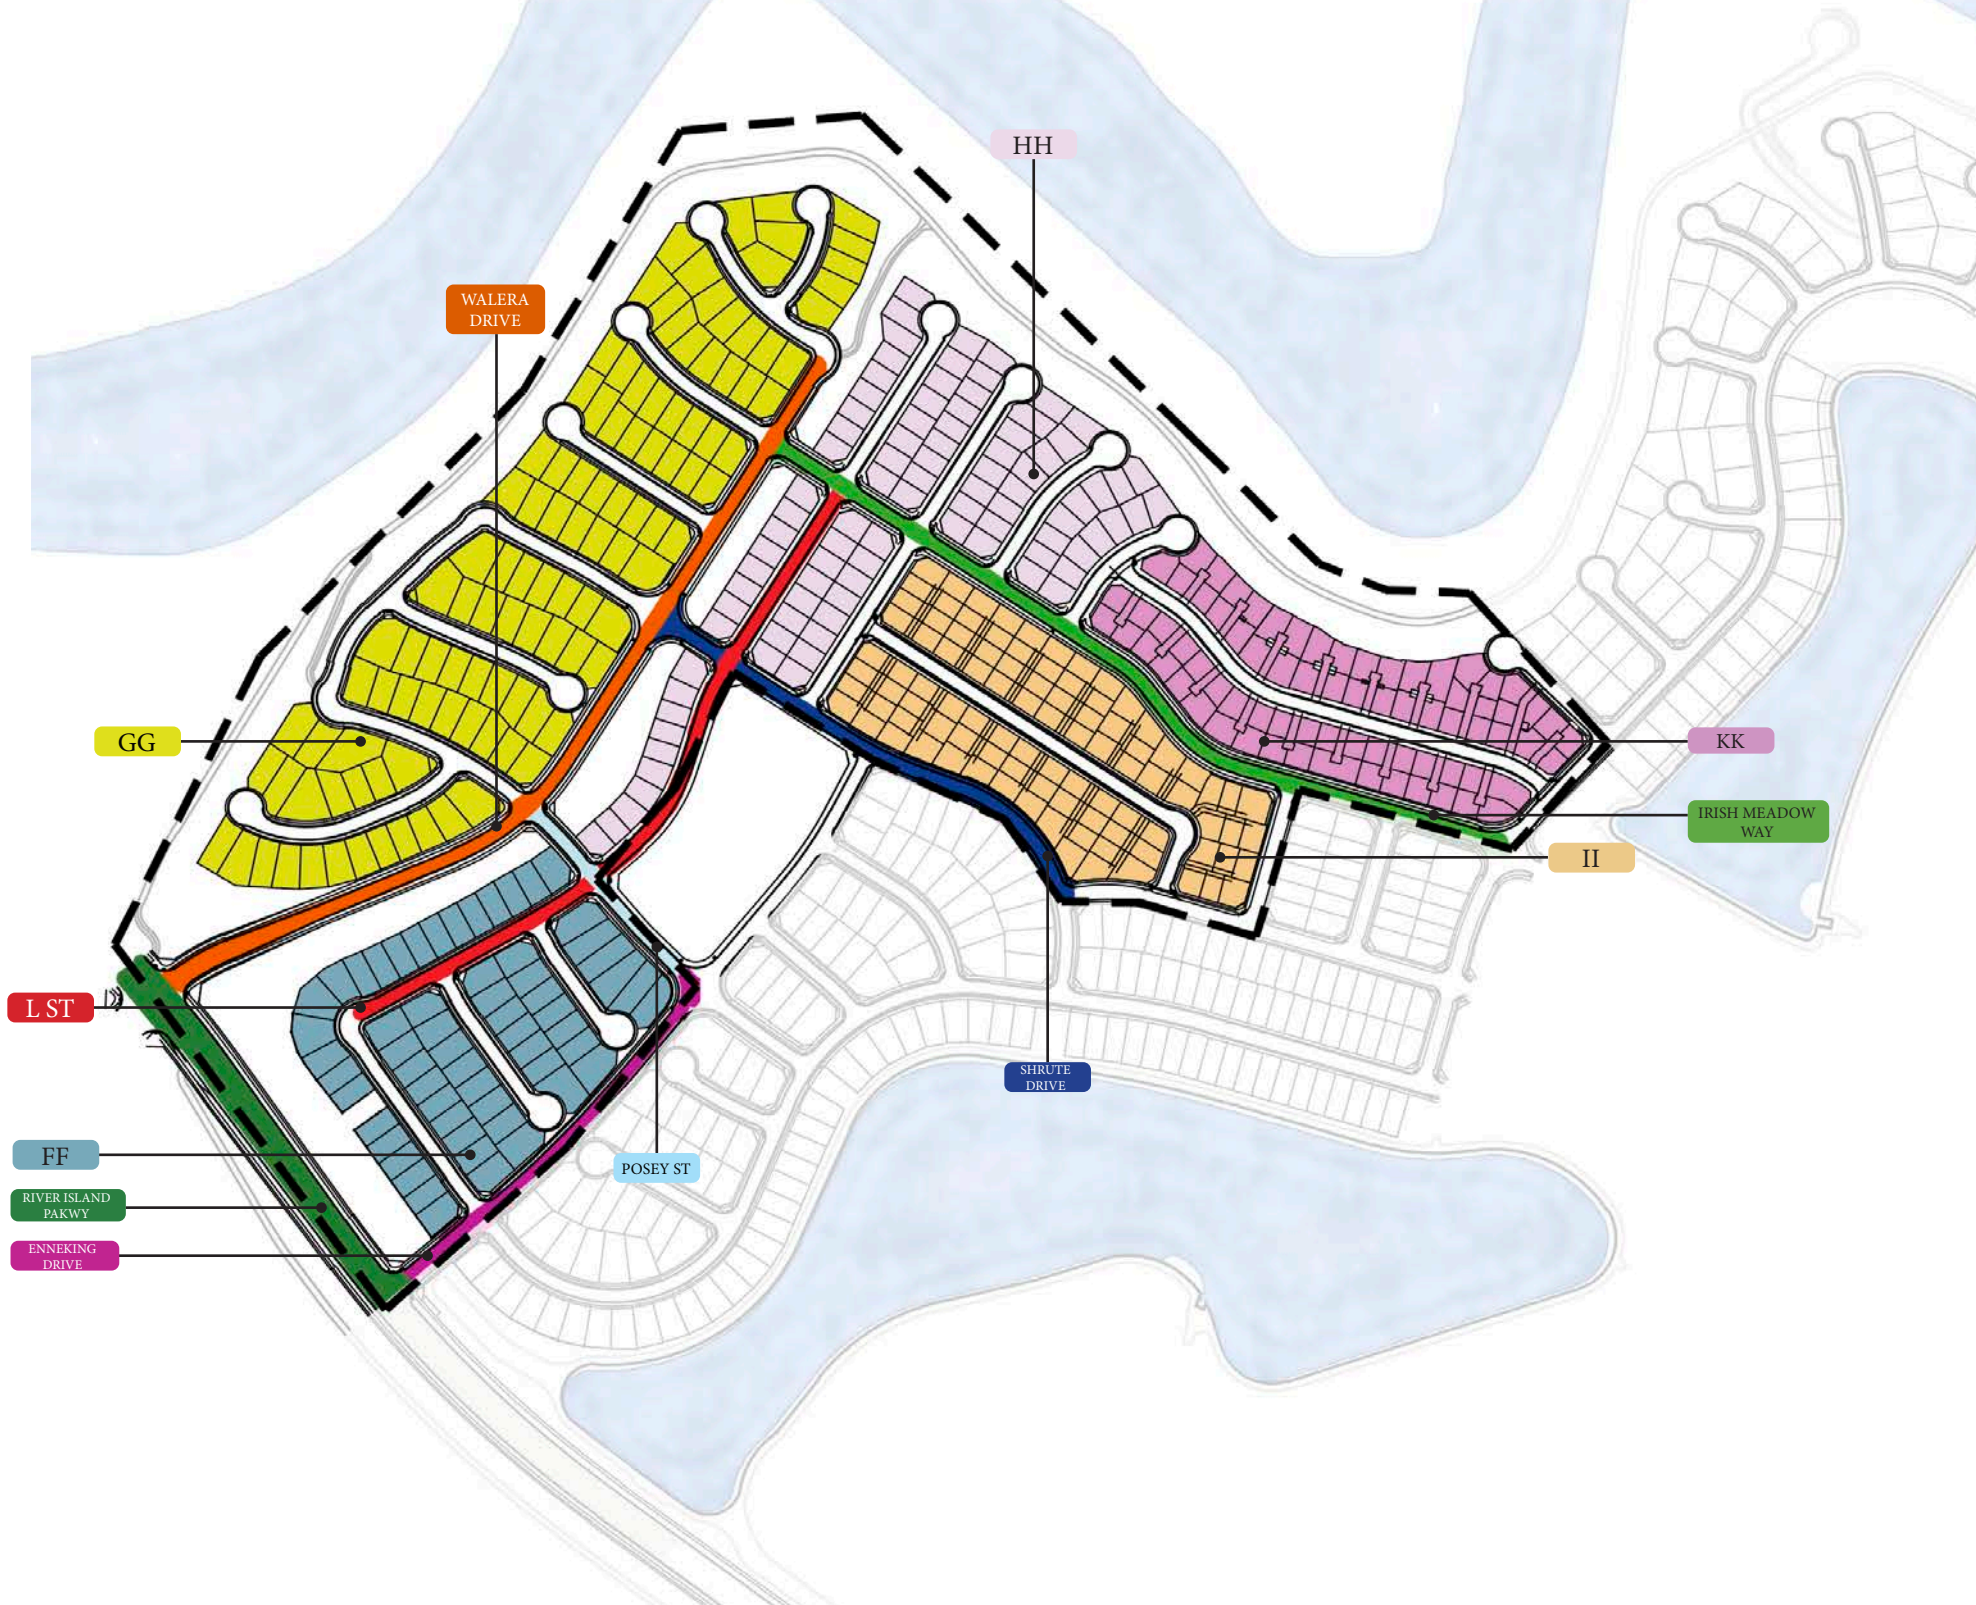 HH
WALERA
DRIVE
GG
KK
IRISH MEADOW
WAY
II
L ST
SHRUTE
DRIVE
FF
POSEY ST
RIVER ISLAND
PAKWY
ENNEKING
DRIVE